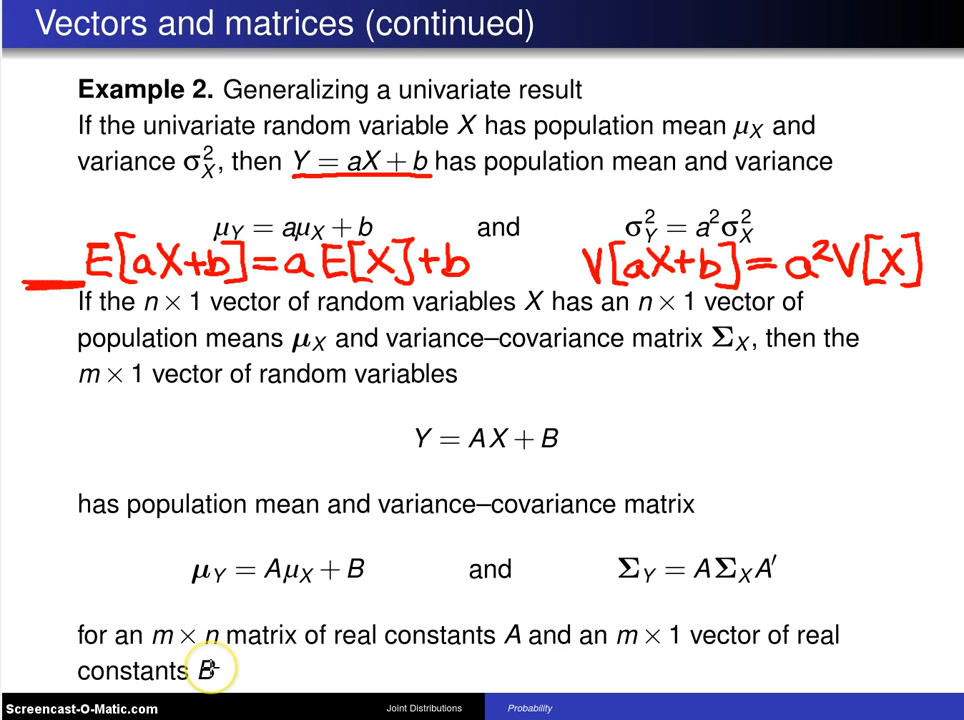 Vectors and matrices (continued)
Example 2. Generalizing a univariate result
If the univariate random variable X has population mean μ_X and
variance σ²_X, then Y = aX + b has population mean and variance
μ_Y = aμ_X + b and σ²_Y = a²σ²_X
E[aX+b] = a E[X] + b V[aX+b] = a² V[X]
If the n × 1 vector of random variables X has an n × 1 vector of
population means μ_X and variance–covariance matrix Σ_X, then the
m × 1 vector of random variables
Y = AX + B
has population mean and variance–covariance matrix
μ_Y = Aμ_X + B and Σ_Y = AΣ_XA′
for an m × n matrix of real constants A and an m × 1 vector of real
constants B
Screencast-O-Matic.com Joint Distributions Probability